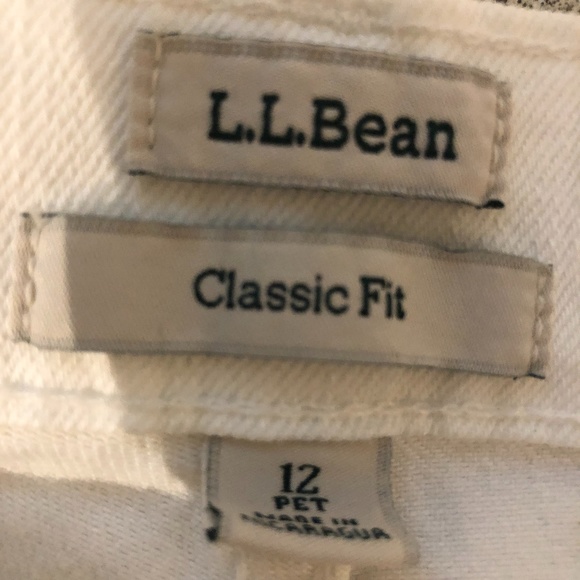 L.L.Bean
Classic Fit
12
PET
MADE IN
NICARAGUA